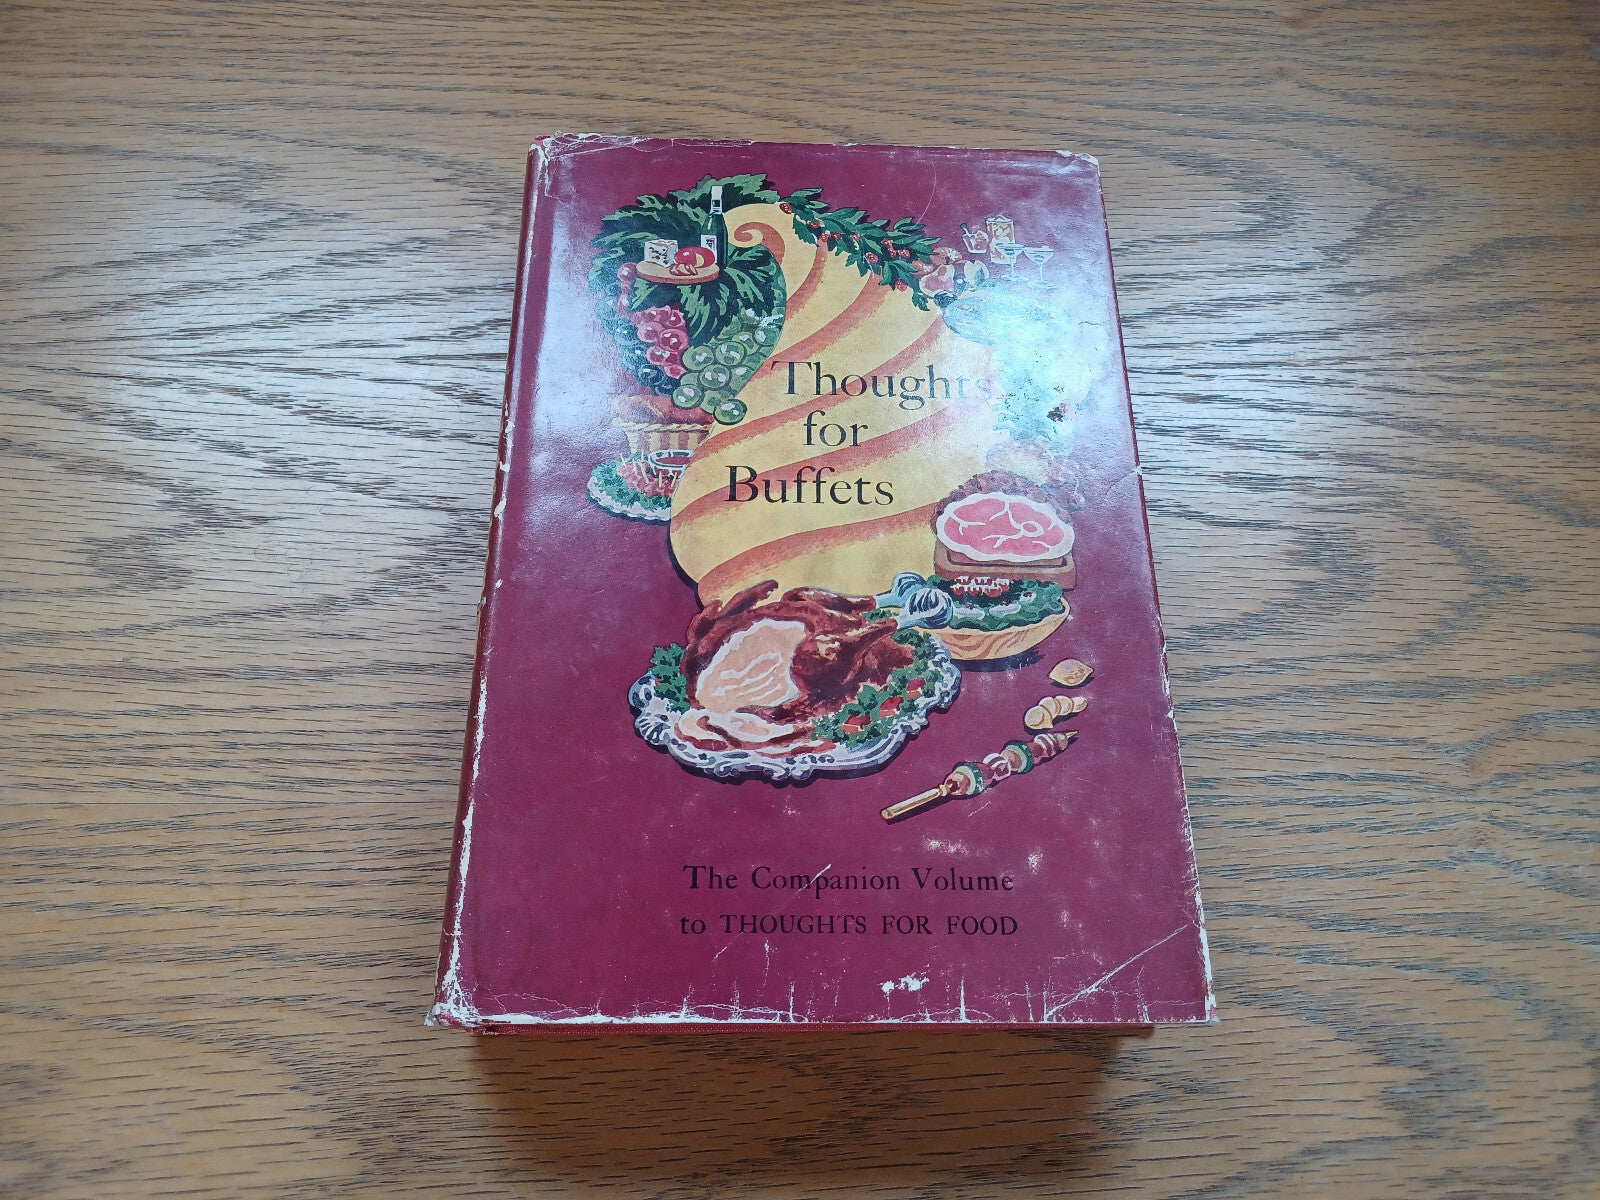 Thoughts
for
Buffets
The Companion Volume
to THOUGHTS FOR FOOD